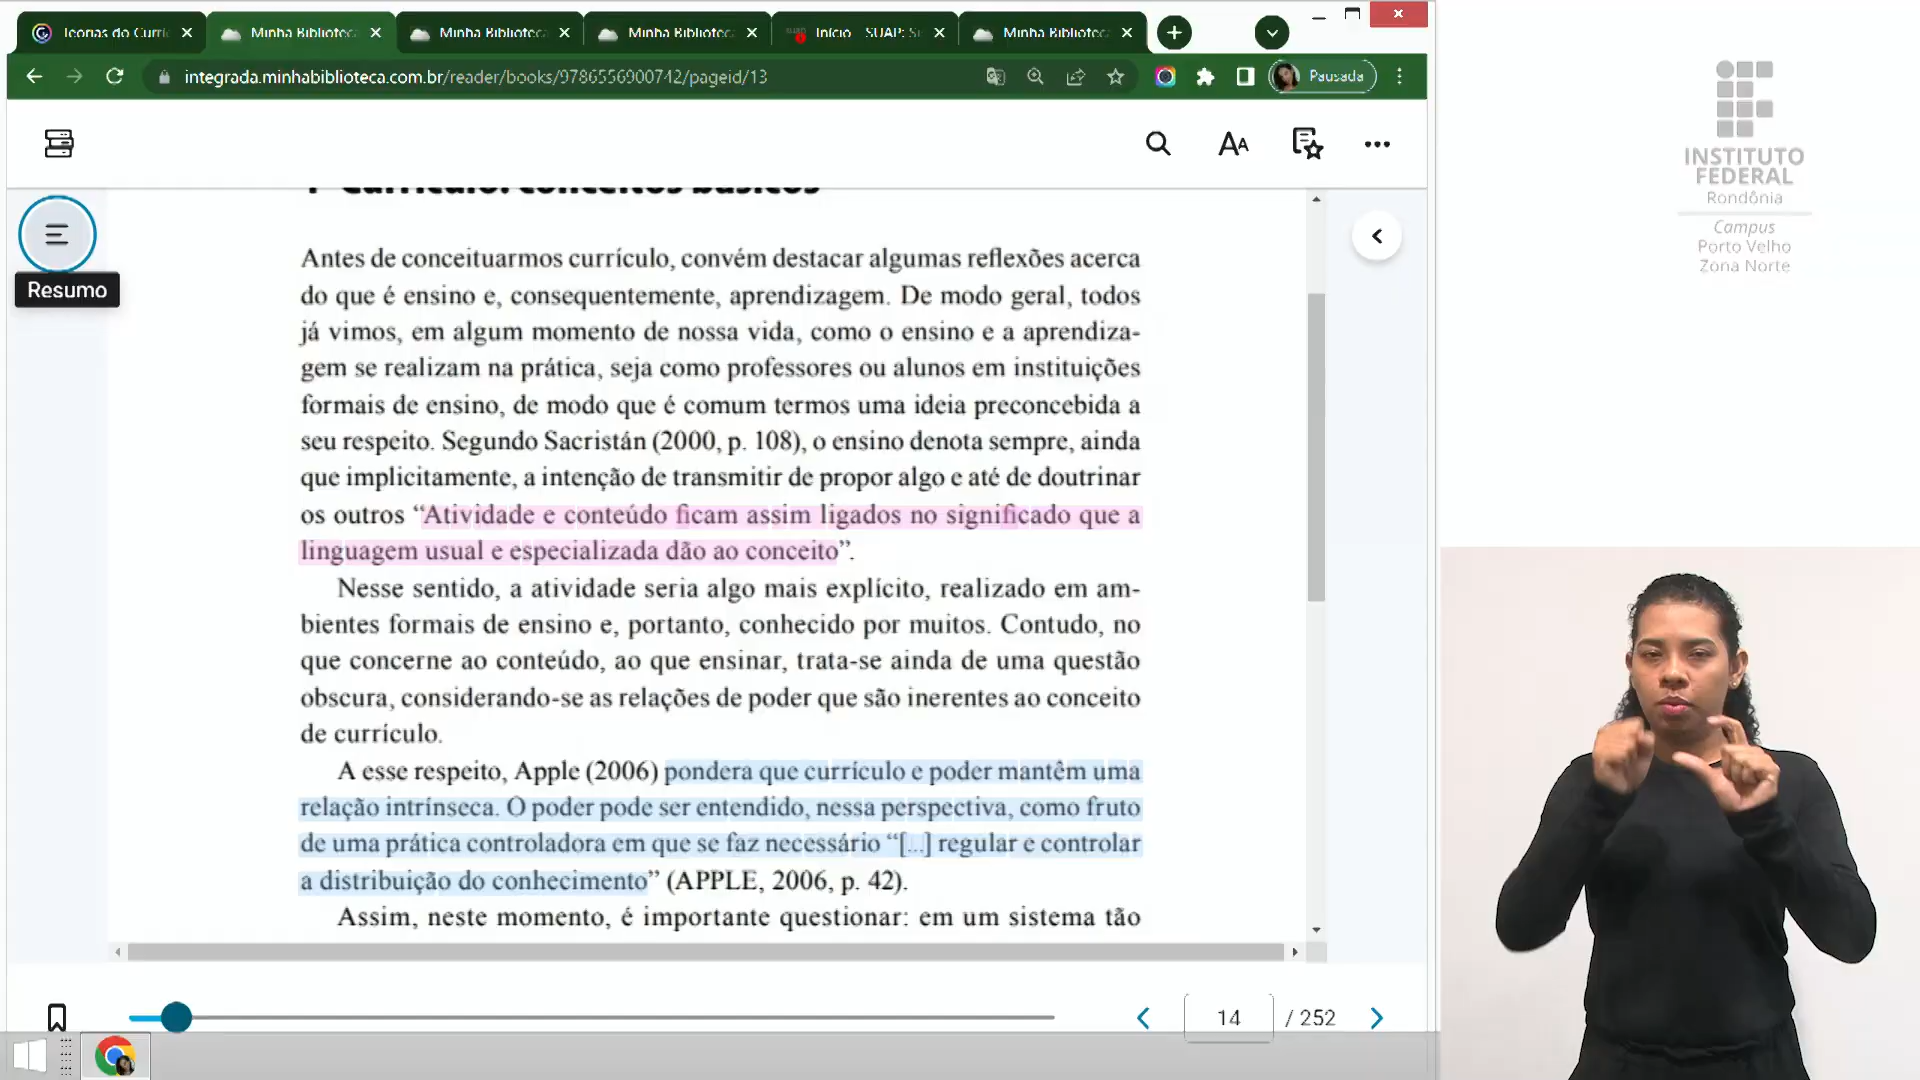 Teorias do Curríc
Minha Bibliotec
Minha Bibliotec
Minha Bibliotec
Início SUAP: Si
Minha Bibliotec
integrada.minhabiblioteca.com.br/reader/books/9786556900742/pageid/13
Pausada
AA
1 Currículo: conceitos básicos
Resumo
Antes de conceituarmos currículo, convém destacar algumas reflexões acerca
do que é ensino e, consequentemente, aprendizagem. De modo geral, todos
já vimos, em algum momento de nossa vida, como o ensino e a aprendiza-
gem se realizam na prática, seja como professores ou alunos em instituições
formais de ensino, de modo que é comum termos uma ideia preconcebida a
seu respeito. Segundo Sacristán (2000, p. 108), o ensino denota sempre, ainda
que implicitamente, a intenção de transmitir de propor algo e até de doutrinar
os outros “Atividade e conteúdo ficam assim ligados no significado que a
linguagem usual e especializada dão ao conceito”.
Nesse sentido, a atividade seria algo mais explícito, realizado em am-
bientes formais de ensino e, portanto, conhecido por muitos. Contudo, no
que concerne ao conteúdo, ao que ensinar, trata-se ainda de uma questão
obscura, considerando-se as relações de poder que são inerentes ao conceito
de currículo.
A esse respeito, Apple (2006) pondera que currículo e poder mantêm uma
relação intrínseca. O poder pode ser entendido, nessa perspectiva, como fruto
de uma prática controladora em que se faz necessário “[...] regular e controlar
a distribuição do conhecimento” (APPLE, 2006, p. 42).
Assim, neste momento, é importante questionar: em um sistema tão
14 / 252
INSTITUTO
FEDERAL
Rondônia
Campus
Porto Velho
Zona Norte